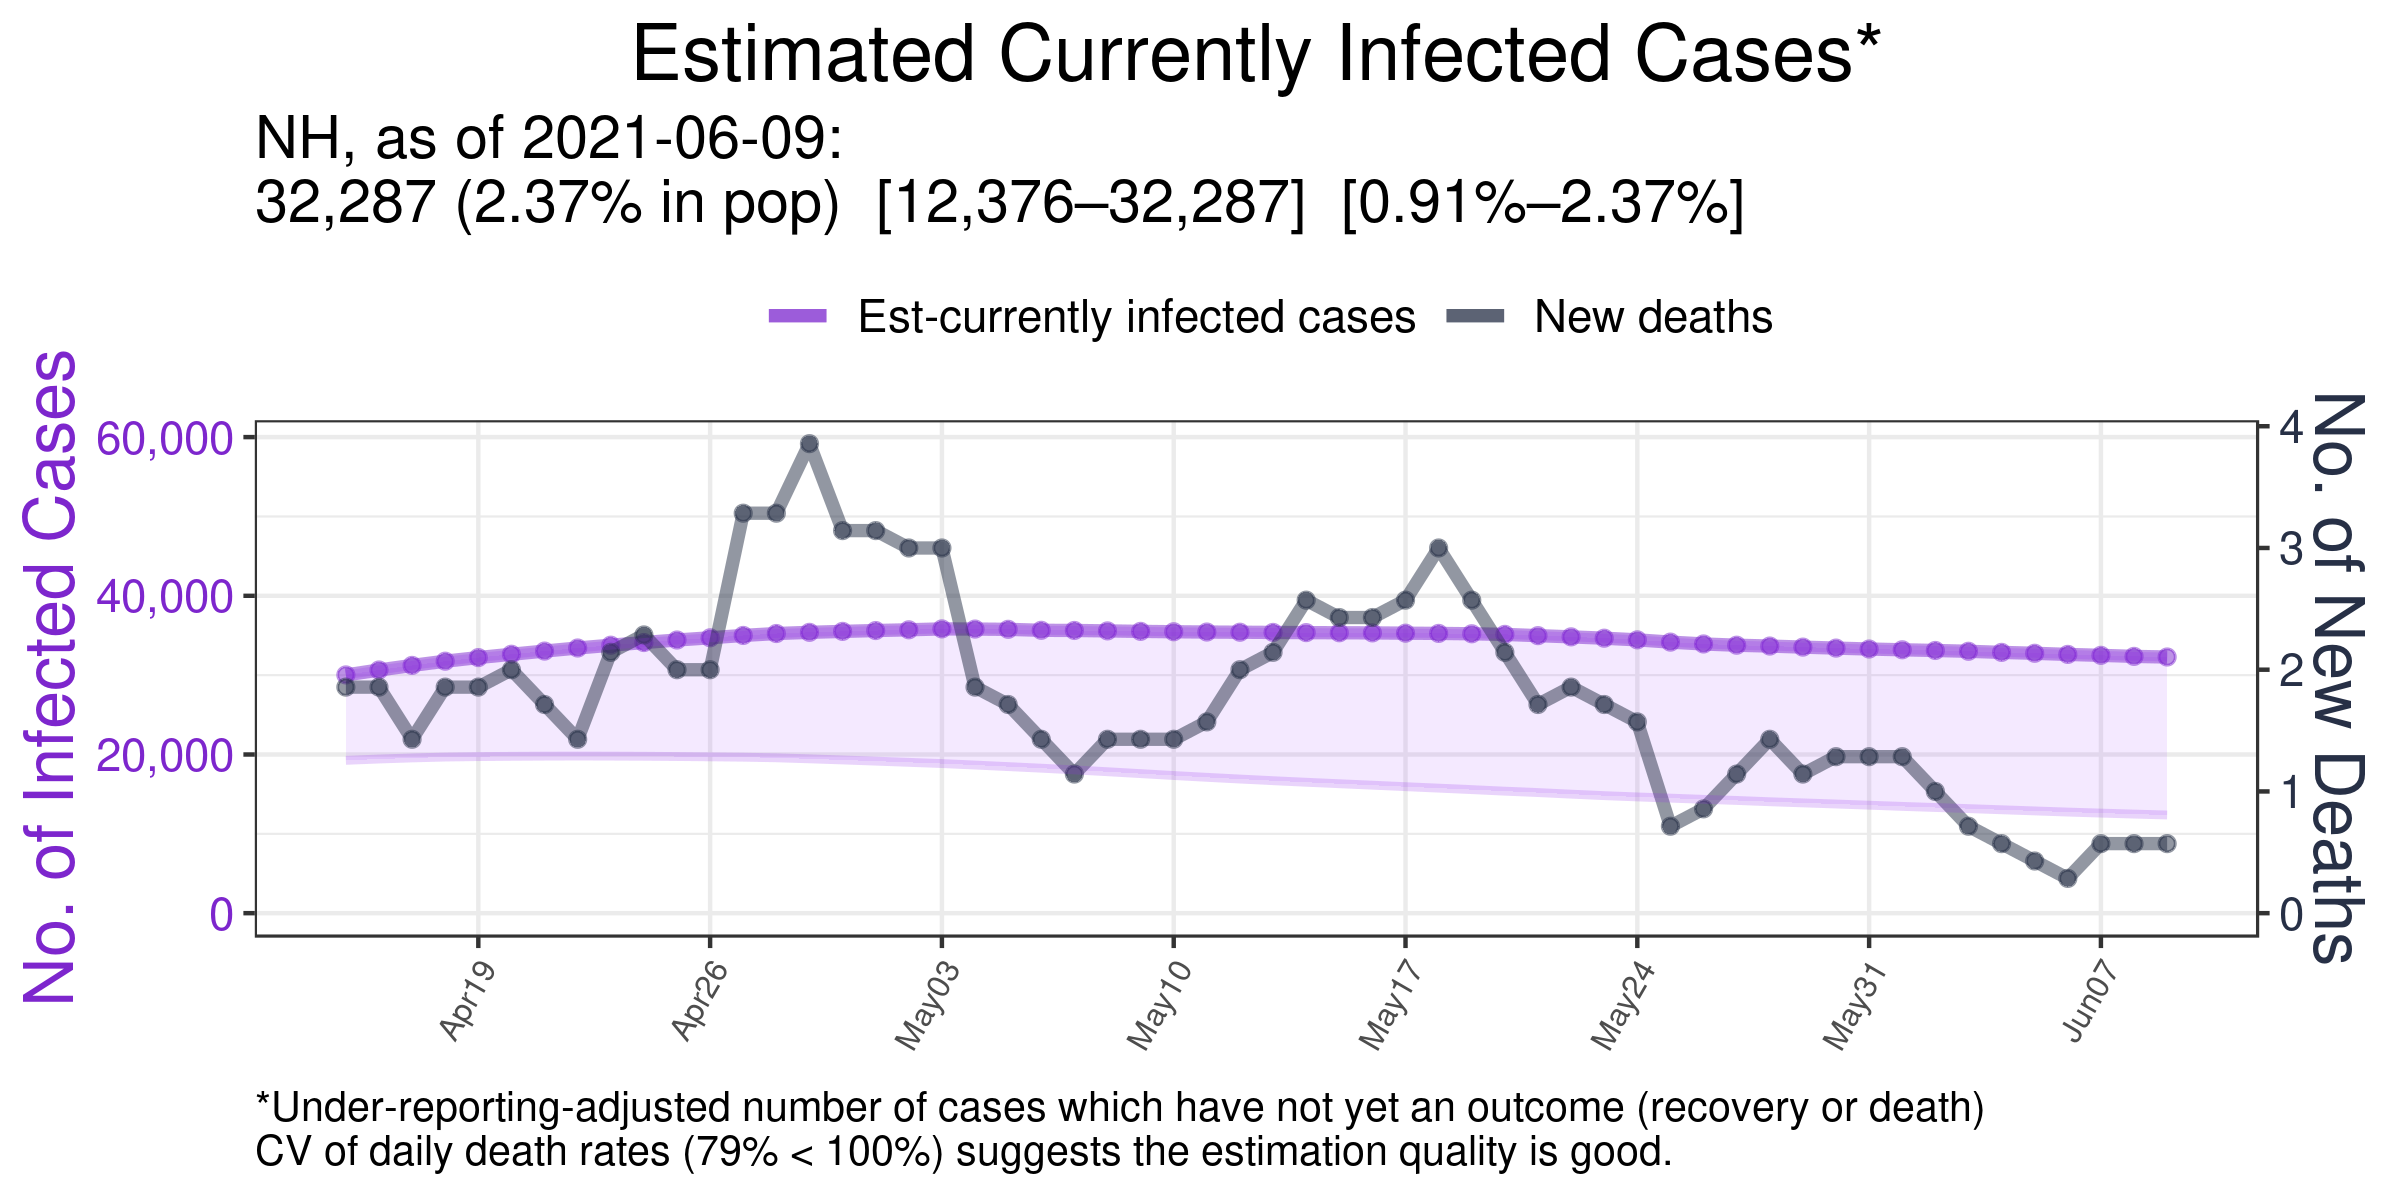 Estimated Currently Infected Cases*
NH, as of 2021-06-09:
32,287 (2.37% in pop)  [12,376–32,287]  [0.91%–2.37%]
Est-currently infected cases
New deaths
No. of Infected Cases
60,000
40,000
20,000
0
4
3
2
1
0
No. of New Deaths
Apr19
Apr26
May03
May10
May17
May24
May31
Jun07
*Under-reporting-adjusted number of cases which have not yet an outcome (recovery or death)
CV of daily death rates (79% < 100%) suggests the estimation quality is good.